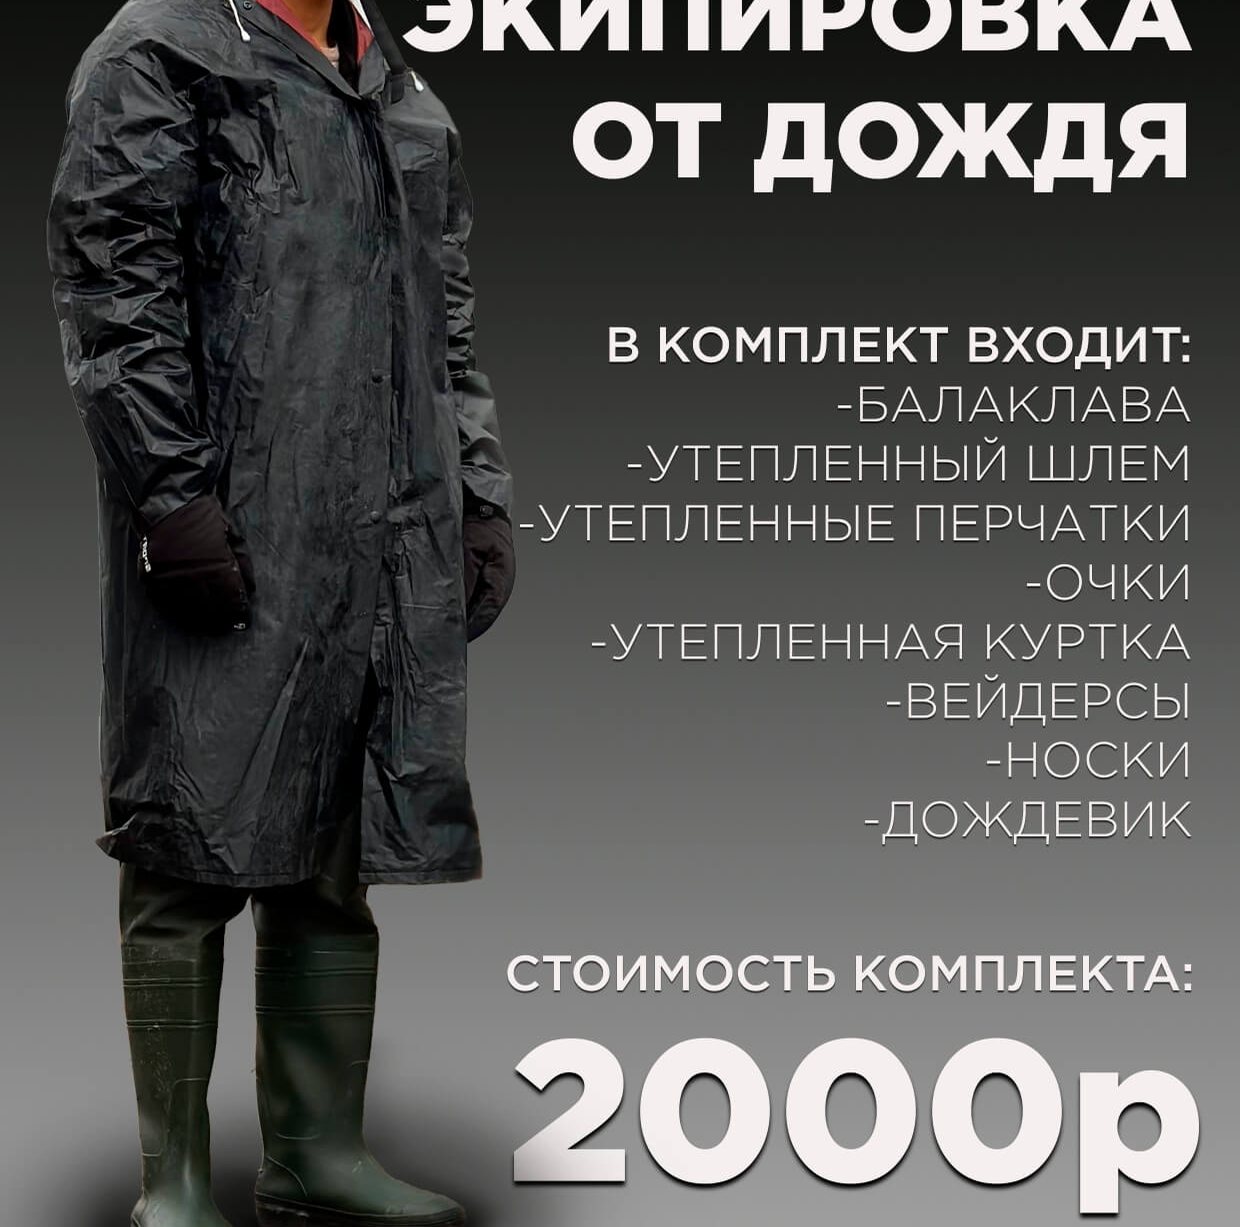 ЭКИПИРОВКА
ОТ ДОЖДЯ
В КОМПЛЕКТ ВХОДИТ:
-БАЛАКЛАВА
-УТЕПЛЕННЫЙ ШЛЕМ
-УТЕПЛЕННЫЕ ПЕРЧАТКИ
-ОЧКИ
-УТЕПЛЕННАЯ КУРТКА
-ВЕЙДЕРСЫ
-НОСКИ
-ДОЖДЕВИК
СТОИМОСТЬ КОМПЛЕКТА:
2000р